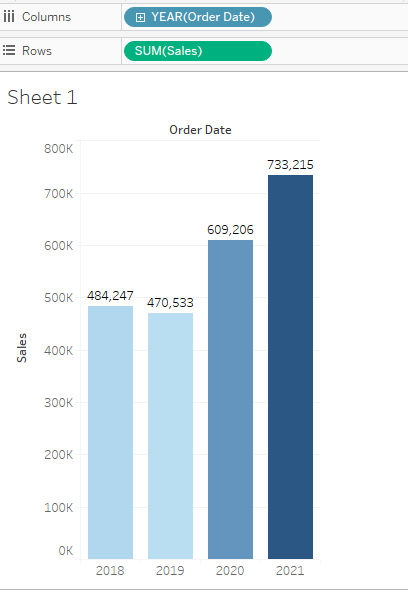 Columns
YEAR(Order Date)
Rows
SUM(Sales)
Sheet 1
Order Date
800K
733,215
700K
609,206
600K
500K
484,247
470,533
Sales
400K
300K
200K
100K
0K
2018 2019 2020 2021